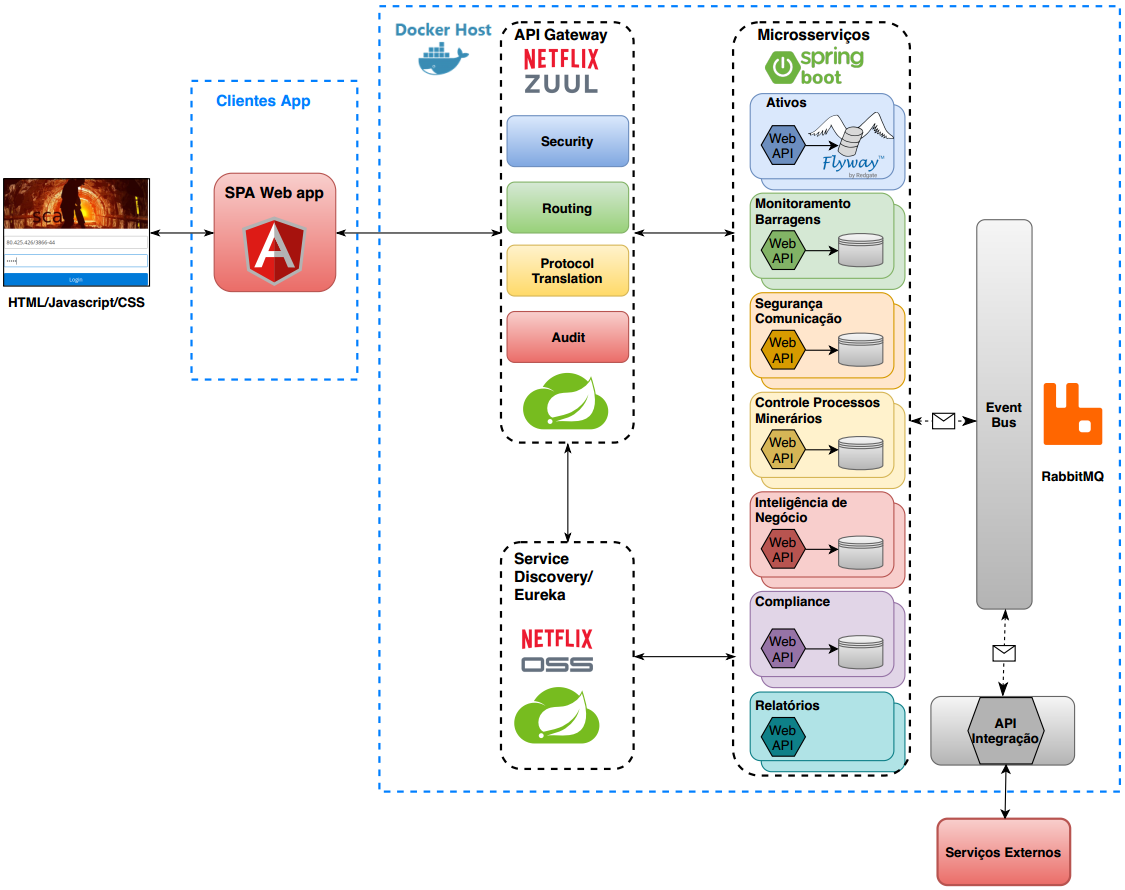 Docker Host
API Gateway
NETFLIX
ZUUL
Security
Routing
Protocol
Translation
Audit
Clientes App
SPA Web app
A
sca
80.425.426/3866-44
•••••
Login
HTML/Javascript/CSS
Service
Discovery/
Eureka
NETFLIX
OSS
Microsserviços
spring
boot
Ativos
Web
API
Flyway™
by Redgate
Monitoramento
Barragens
Web
API
Segurança
Comunicação
Web
API
Controle Processos
Minerários
Web
API
Inteligência de
Negócio
Web
API
Compliance
Web
API
Relatórios
Web
API
Event
Bus
RabbitMQ
API
Integração
Serviços Externos